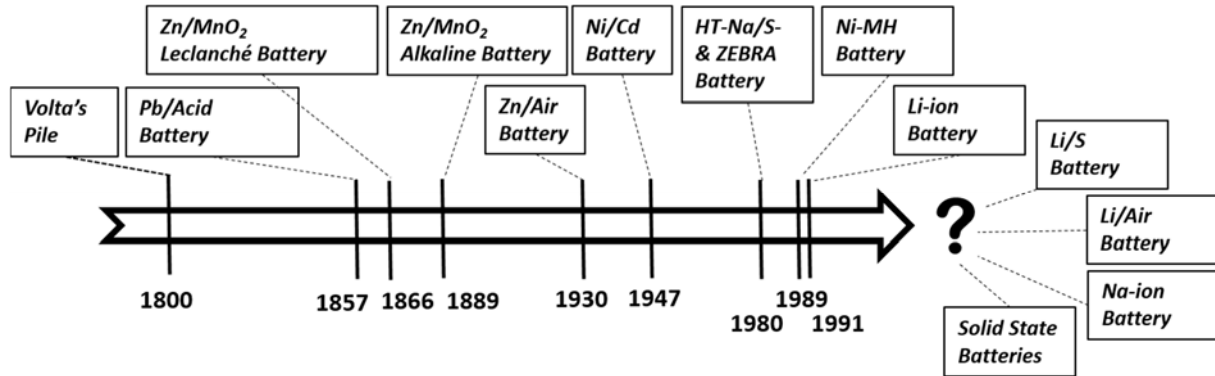 Volta's
Pile
Pb/Acid
Battery
Zn/MnO₂
Leclanché Battery
Zn/MnO₂
Alkaline Battery
Zn/Air
Battery
Ni/Cd
Battery
HT-Na/S-
& ZEBRA
Battery
Ni-MH
Battery
Li-ion
Battery
Li/S
Battery
Li/Air
Battery
Na-ion
Battery
Solid State
Batteries
?
1800
1857
1866
1889
1930
1947
1980
1989
1991